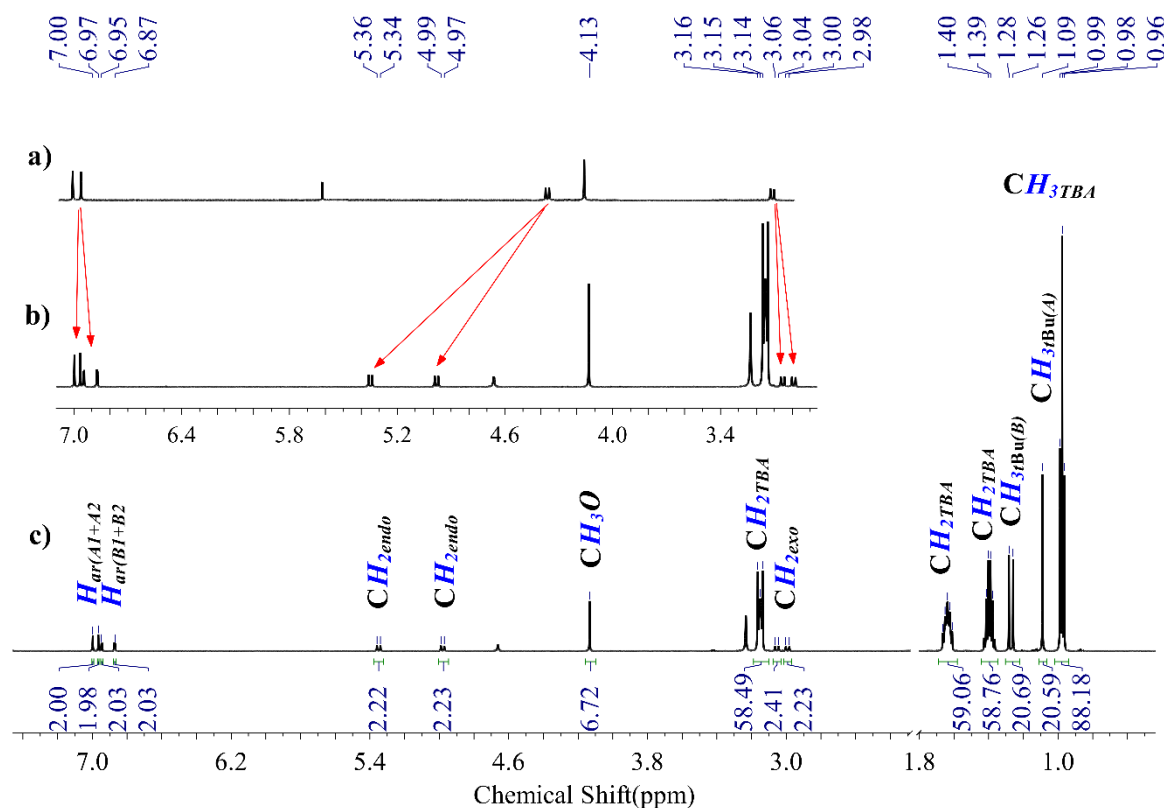 7.00 6.97 6.95 6.87 5.36 5.34 4.99 4.97 4.13 3.16 3.15 3.14 3.06 3.04 3.00 2.98 1.40 1.39 1.28 1.26 1.09 0.99 0.98 0.96
a)
CH3TBA
b)
7.0 6.4 5.8 5.2 4.6 4.0 3.4
c)
Har(A1+A2)
Har(B1+B2)
CH2endo
CH2endo
CH3O
CH2TBA
CH2exo
CH2TBA
CH2TBA
CH3tBu(B)
CH3tBu(A)
2.00 1.98 2.03 2.03 2.22 2.23 6.72 58.49 2.41 2.23 59.06 58.76 20.69 20.59 88.18
7.0 6.2 5.4 4.6 3.8 3.0 1.8 1.0
Chemical Shift(ppm)